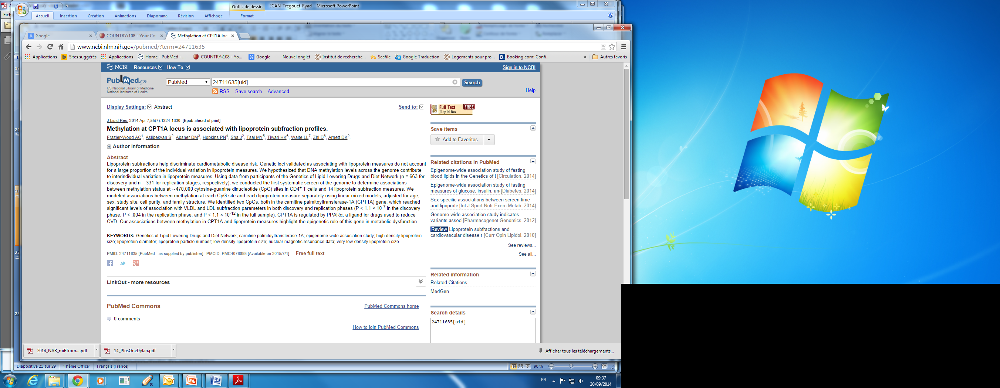 Outils de dessin
ICAN_Tregouet_Ryad - Microsoft PowerPoint
Accueil
Insertion
Création
Animations
Diaporama
Révision
Affichage
Format
Google
COUNTRY•108 - Your Cou
Methylation at CPT1A loc
www.ncbi.nlm.nih.gov/pubmed/?term=24711635
Applications
Sites suggérés
Applications
Home - PubMed - ...
COUNTRY•108 - Yo...
Google
Nouvel onglet
Institut de recherche...
Seafile
Google Traduction
Logements pour pro...
Booking.com: Confi...
»
Autres favoris
NCBI Resources How To
Sign in to NCBI
PubMed.gov
US National Library of Medicine
National Institutes of Health
PubMed
24711635[uid]
Search
RSS Save search Advanced
Help
Display Settings: Abstract
Send to:
J Lipid Res. 2014 Apr 7;55(7):1324-1330. [Epub ahead of print]
Methylation at CPT1A locus is associated with lipoprotein subfraction profiles.
Frazier-Wood AC1, Aslibekyan S2, Absher DM3, Hopkins PN4, Sha J2, Tsai MY5, Tiwari HK6, Waite LL7, Zhi D6, Arnett DK2.
Author information
Abstract
Lipoprotein subfractions help discriminate cardiometabolic disease risk. Genetic loci validated as associating with lipoprotein measures do not account
for a large proportion of the individual variation in lipoprotein measures. We hypothesized that DNA methylation levels across the genome contribute
to interindividual variation in lipoprotein measures. Using data from participants of the Genetics of Lipid Lowering Drugs and Diet Network (n = 663 for
discovery and n = 331 for replication stages, respectively), we conducted the first systematic screen of the genome to determine associations
between methylation status at ~470,000 cytosine-guanine dinucleotide (CpG) sites in CD4+ T cells and 14 lipoprotein subfraction measures. We
modeled associations between methylation at each CpG site and each lipoprotein measure separately using linear mixed models, adjusted for age,
sex, study site, cell purity, and family structure. We identified two CpGs, both in the carnitine palmitoyltransferase-1A (CPT1A) gene, which reached
significant levels of association with VLDL and LDL subfraction parameters in both discovery and replication phases (P < 1.1 × 10-7 in the discovery
phase, P < .004 in the replication phase, and P < 1.1 × 10-12 in the full sample). CPT1A is regulated by PPARα, a ligand for drugs used to reduce
CVD. Our associations between methylation in CPT1A and lipoprotein measures highlight the epigenetic role of this gene in metabolic dysfunction.
KEYWORDS: Genetics of Lipid Lowering Drugs and Diet Network; carnitine palmitoyltransferase-1A; epigenome-wide association study; high density lipoprotein
size; lipoprotein diameter; lipoprotein particle number; low density lipoprotein size; nuclear magnetic resonance data; very low density lipoprotein size
PMID: 24711635 [PubMed - as supplied by publisher] PMCID: PMC4076093 [Available on 2015/7/1] Free full text
LinkOut - more resources
PubMed Commons
PubMed Commons home
0 comments
How to join PubMed Commons
Full Text FREE
J Lipid Res
Save items
Add to Favorites
Related citations in PubMed
Epigenome-wide association study of fasting
blood lipids in the Genetics of l [Circulation. 2014]
Epigenome-wide association study of fasting
measures of glucose, insulin, an [Diabetes. 2014]
Sex-specific associations between screen time
and lipoprote [Int J Sport Nutr Exerc Metab. 2014]
Genome-wide association study indicates
variants assoc [Pharmacogenet Genomics. 2012]
Review Lipoprotein subfractions and
cardiovascular disease r [Curr Opin Lipidol. 2010]
See reviews...
See all...
Related information
Related Citations
MedGen
Search details
24711635[uid]
2014_NAR_miRfrom....pdf
14_PlosOneDylan.pdf
Afficher tous les téléchargements...
Diapositive 21 sur 29
"Thème Office"
Français (France)
90 %
FR
09:37
30/09/2014